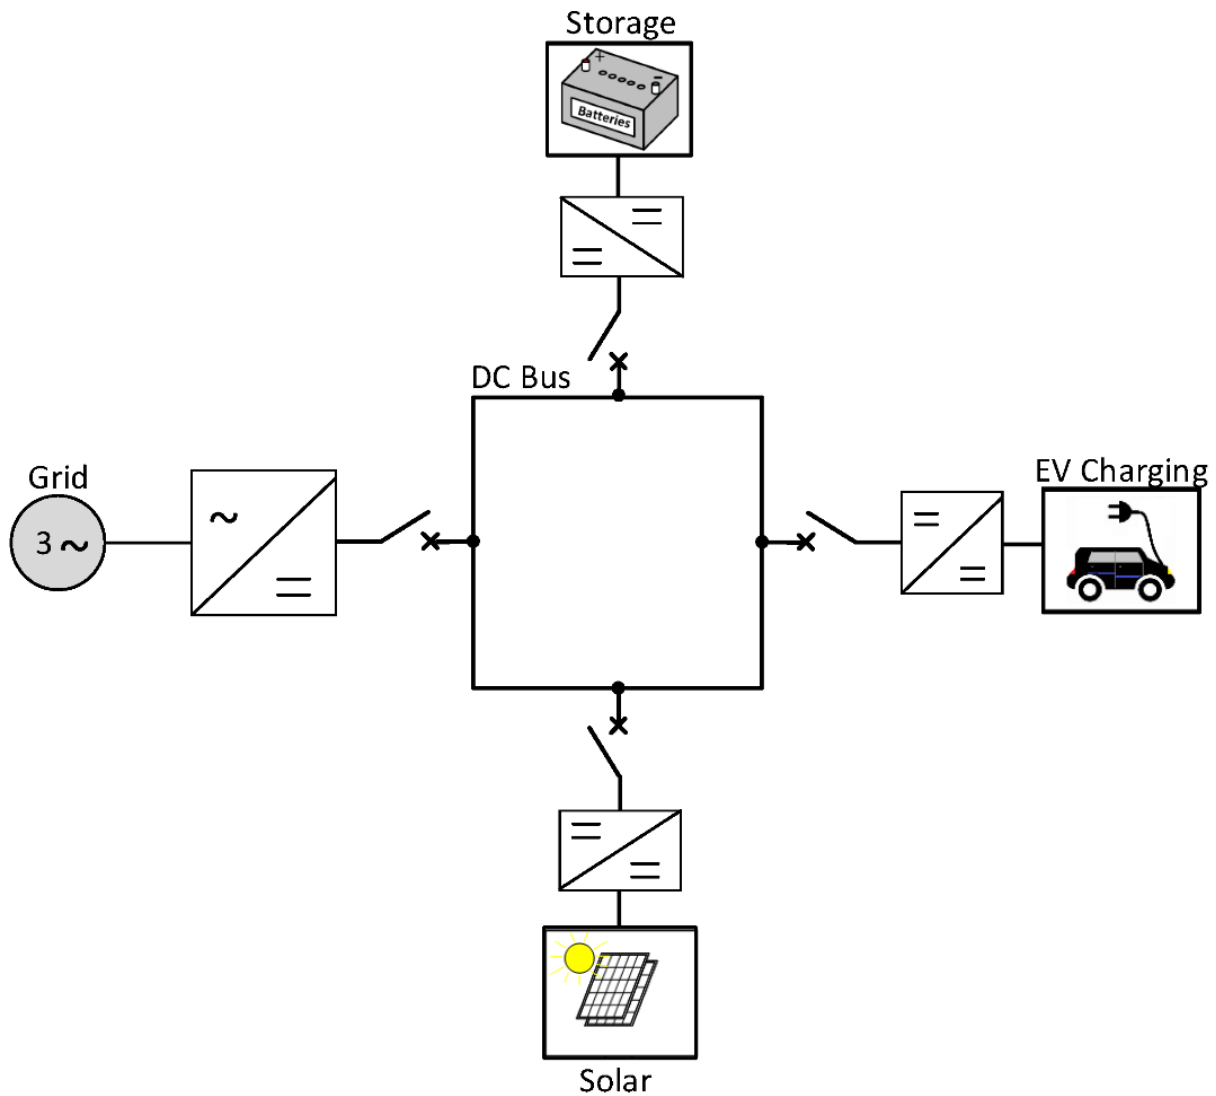 Storage
+ -
Batteries
DC Bus
Grid
3 ~
~
EV Charging
Solar